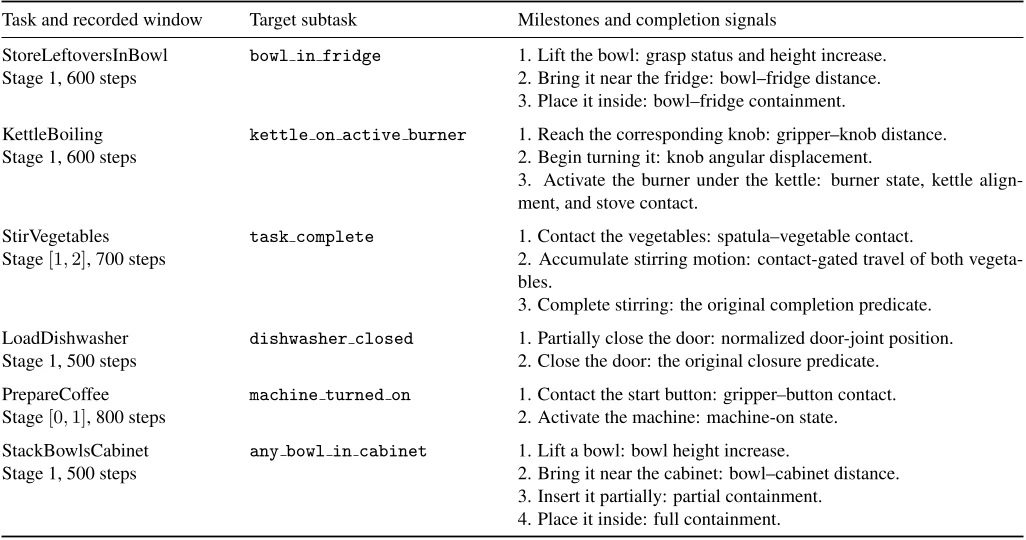 Task and recorded window Target subtask Milestones and completion signals
StoreLeftoversInBowl bowl_in_fridge 1. Lift the bowl: grasp status and height increase.
Stage 1, 600 steps 2. Bring it near the fridge: bowl–fridge distance.
3. Place it inside: bowl–fridge containment.
KettleBoiling kettle_on_active_burner 1. Reach the corresponding knob: gripper–knob distance.
Stage 1, 600 steps 2. Begin turning it: knob angular displacement.
3. Activate the burner under the kettle: burner state, kettle align-
ment, and stove contact.
StirVegetables task_complete 1. Contact the vegetables: spatula–vegetable contact.
Stage [1, 2], 700 steps 2. Accumulate stirring motion: contact-gated travel of both vegeta-
bles.
3. Complete stirring: the original completion predicate.
LoadDishwasher dishwasher_closed 1. Partially close the door: normalized door-joint position.
Stage 1, 500 steps 2. Close the door: the original closure predicate.
PrepareCoffee machine_turned_on 1. Contact the start button: gripper–button contact.
Stage [0, 1], 800 steps 2. Activate the machine: machine-on state.
StackBowlsCabinet any_bowl_in_cabinet 1. Lift a bowl: bowl height increase.
Stage 1, 500 steps 2. Bring it near the cabinet: bowl–cabinet distance.
3. Insert it partially: partial containment.
4. Place it inside: full containment.